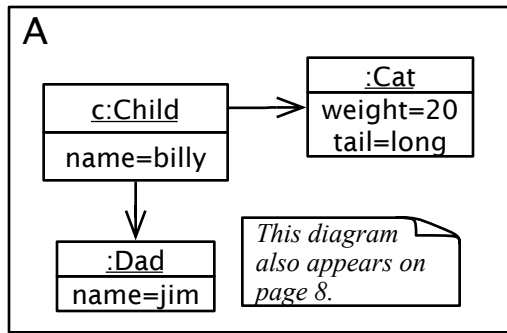 A
c:Child
name=billy
:Cat
weight=20
tail=long
:Dad
name=jim
This diagram
also appears on
page 8.